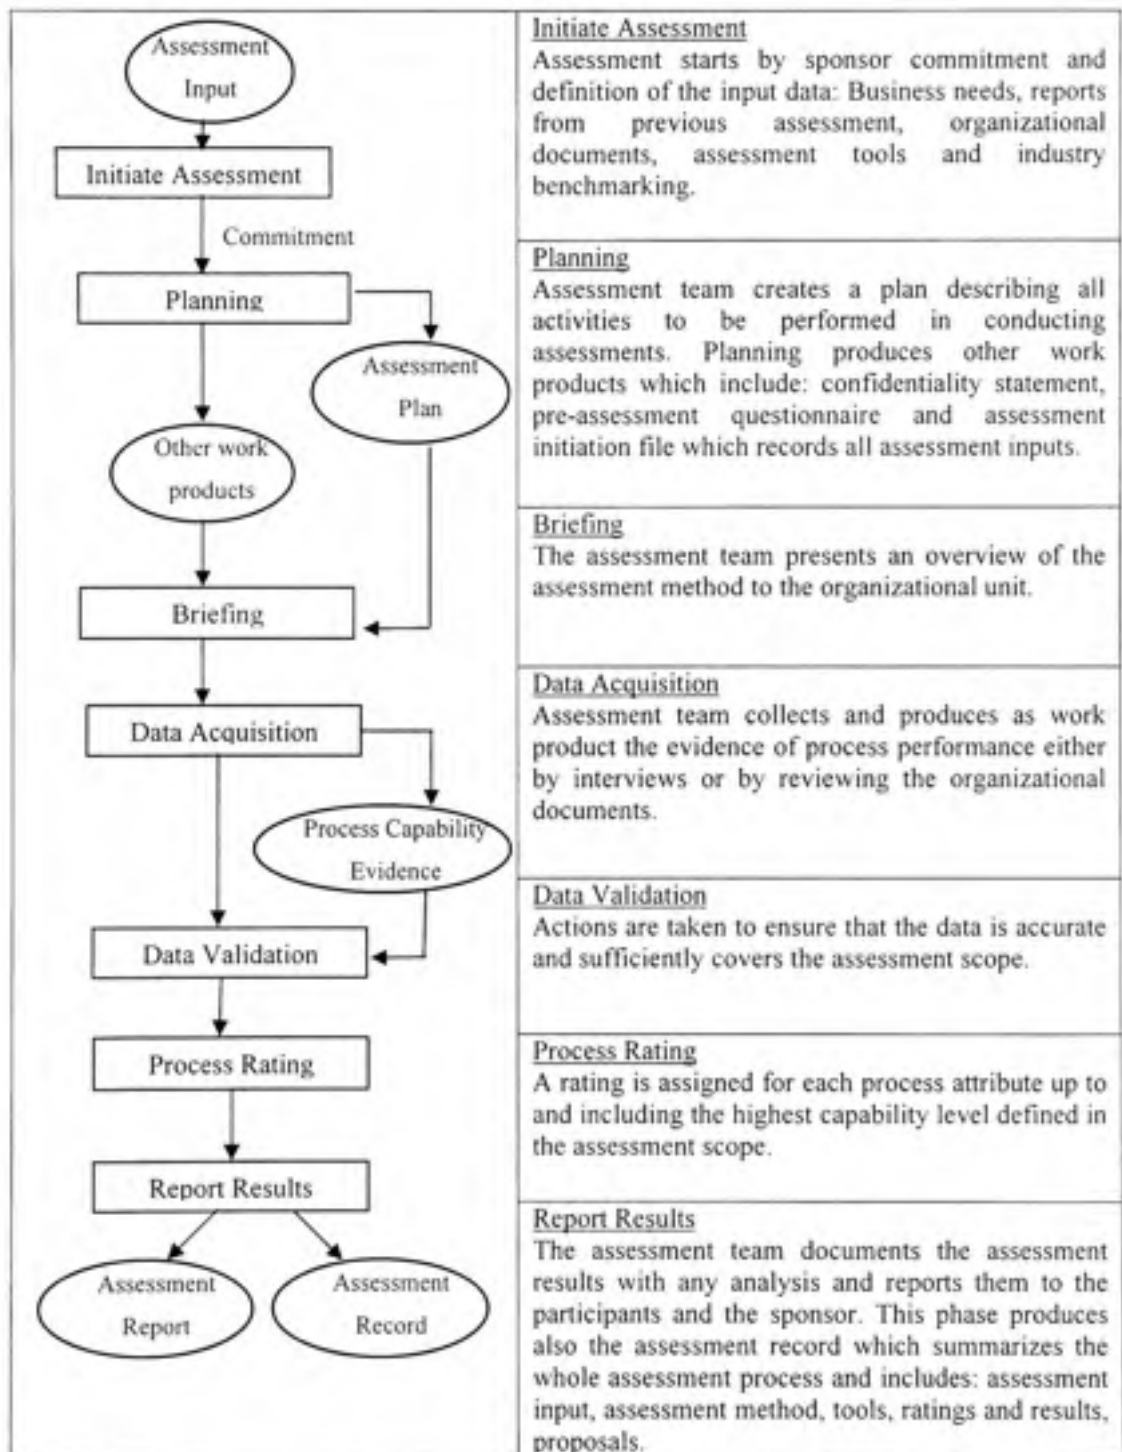 Assessment
Input
Initiate Assessment
Commitment
Planning
Assessment
Plan
Other work
products
Briefing
Data Acquisition
Process Capability
Evidence
Data Validation
Process Rating
Report Results
Assessment
Report
Assessment
Record
Initiate Assessment
Assessment starts by sponsor commitment and
definition of the input data: Business needs, reports
from previous assessment, organizational
documents, assessment tools and industry
benchmarking.
Planning
Assessment team creates a plan describing all
activities to be performed in conducting
assessments. Planning produces other work
products which include: confidentiality statement,
pre-assessment questionnaire and assessment
initiation file which records all assessment inputs.
Briefing
The assessment team presents an overview of the
assessment method to the organizational unit.
Data Acquisition
Assessment team collects and produces as work
product the evidence of process performance either
by interviews or by reviewing the organizational
documents.
Data Validation
Actions are taken to ensure that the data is accurate
and sufficiently covers the assessment scope.
Process Rating
A rating is assigned for each process attribute up to
and including the highest capability level defined in
the assessment scope.
Report Results
The assessment team documents the assessment
results with any analysis and reports them to the
participants and the sponsor. This phase produces
also the assessment record which summarizes the
whole assessment process and includes: assessment
input, assessment method, tools, ratings and results,
proposals.